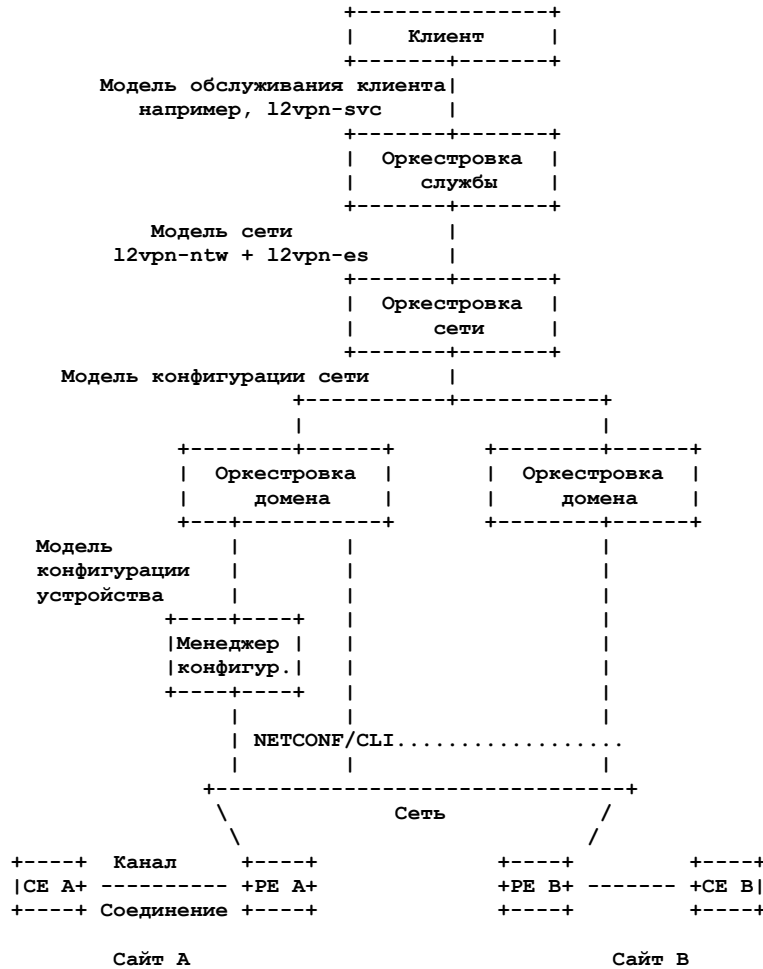 Клиент
Модель обслуживания клиента
например, l2vpn-svc
Оркестровка
службы
Модель сети
l2vpn-ntw + l2vpn-es
Оркестровка
сети
Модель конфигурации сети
Оркестровка Оркестровка
домена домена
Модель
конфигурации
устройства
Менеджер
конфигур.
NETCONF/CLI..................
Сеть
Канал
CE A PE A PE B CE B
Соединение
Сайт A Сайт B